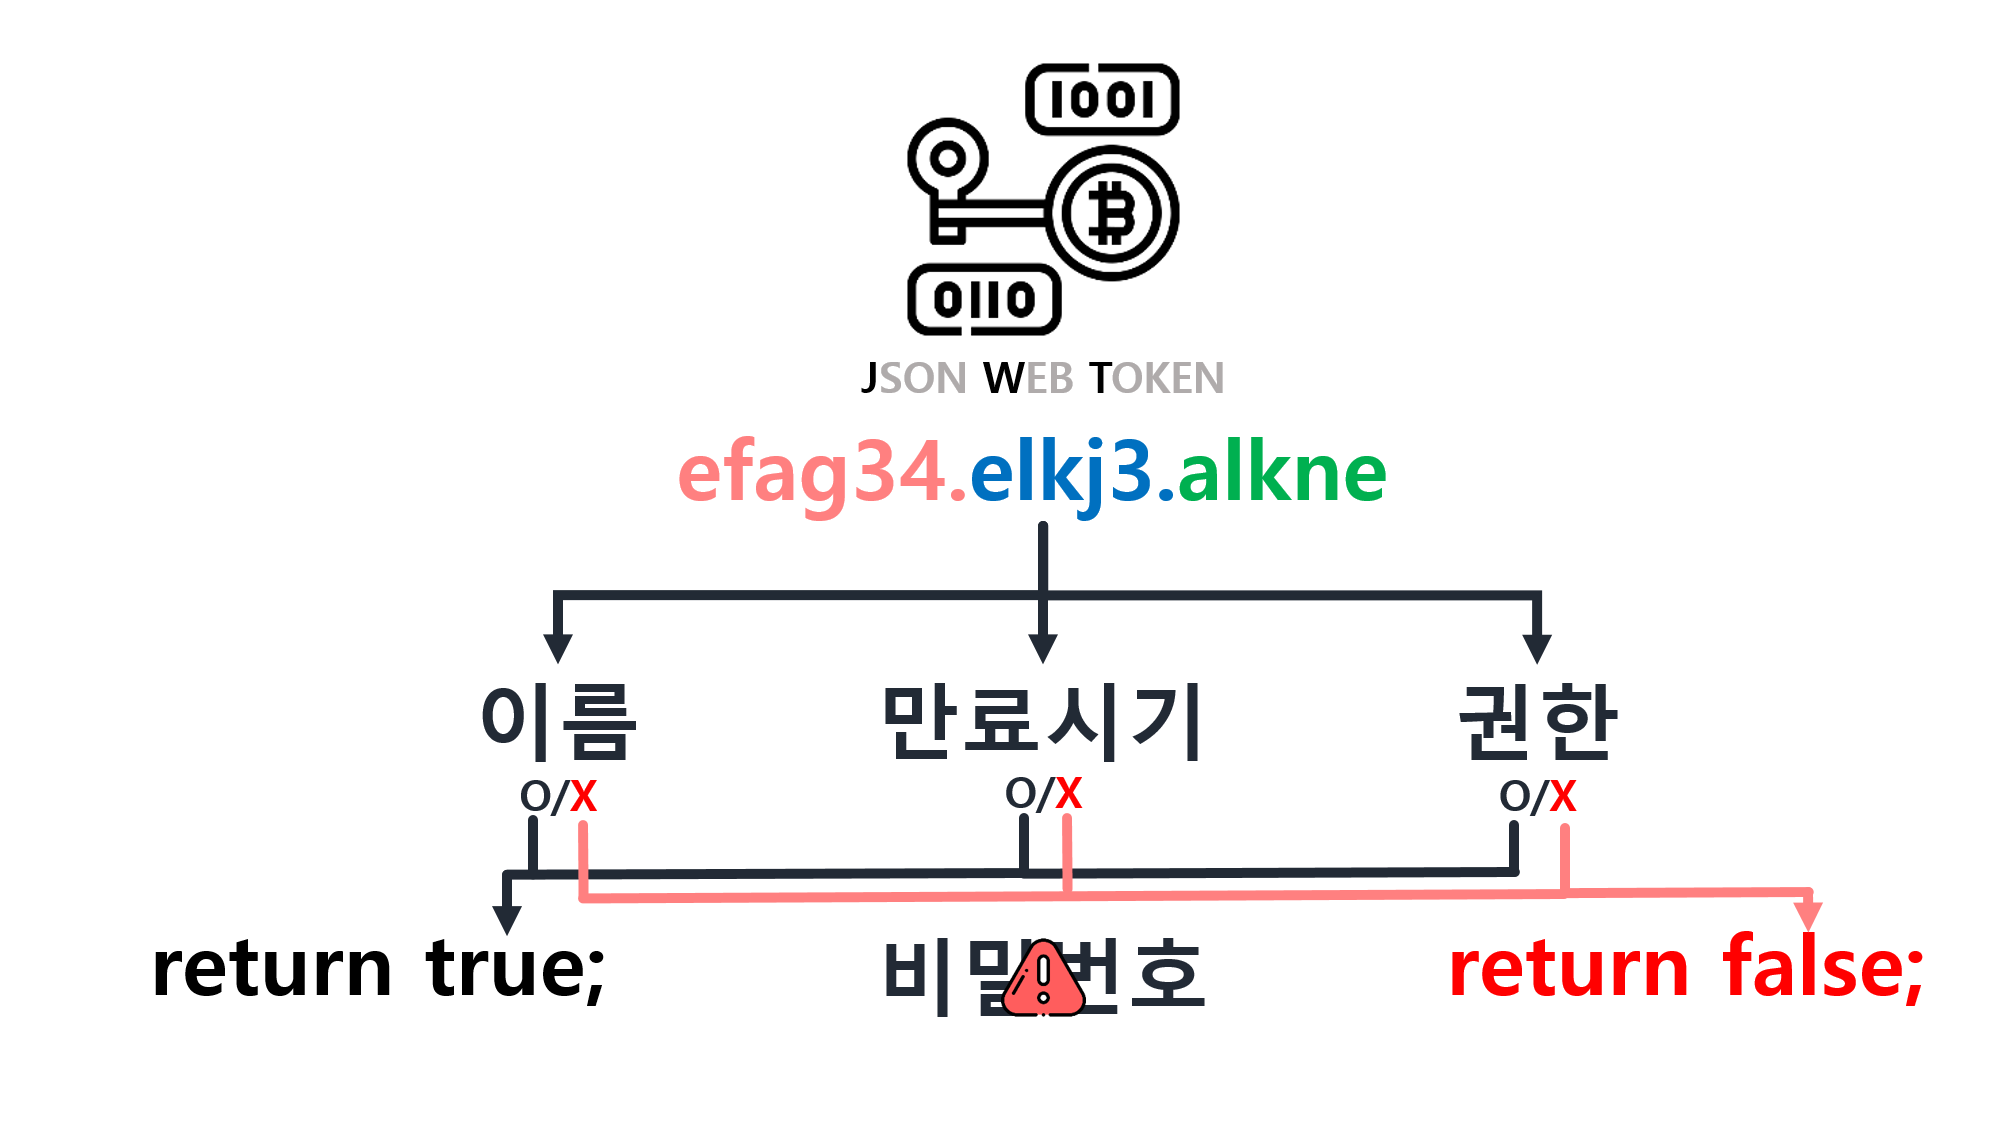 1001
0110
JSON WEB TOKEN
efag34.elkj3.alkne
이름 만료시기 권한
O/X O/X O/X
return true; 비밀번호 return false;